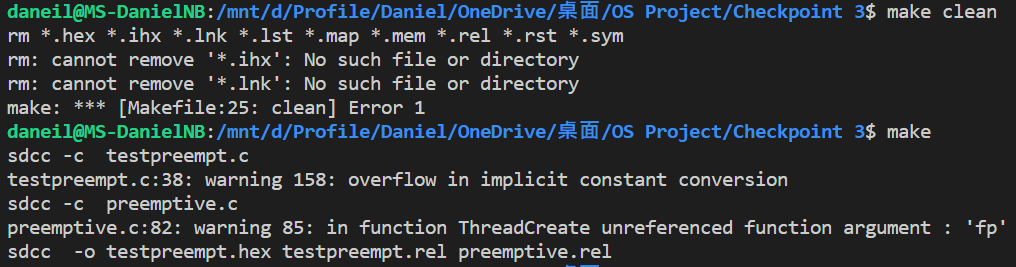 daneil@MS-DanielNB:/mnt/d/Profile/Daniel/OneDrive/桌面/OS Project/Checkpoint 3$ make clean
rm *.hex *.ihx *.lnk *.lst *.map *.mem *.rel *.rst *.sym
rm: cannot remove '*.ihx': No such file or directory
rm: cannot remove '*.lnk': No such file or directory
make: *** [Makefile:25: clean] Error 1
daneil@MS-DanielNB:/mnt/d/Profile/Daniel/OneDrive/桌面/OS Project/Checkpoint 3$ make
sdcc -c  testpreempt.c
testpreempt.c:38: warning 158: overflow in implicit constant conversion
sdcc -c  preemptive.c
preemptive.c:82: warning 85: in function ThreadCreate unreferenced function argument : 'fp'
sdcc  -o testpreempt.hex testpreempt.rel preemptive.rel